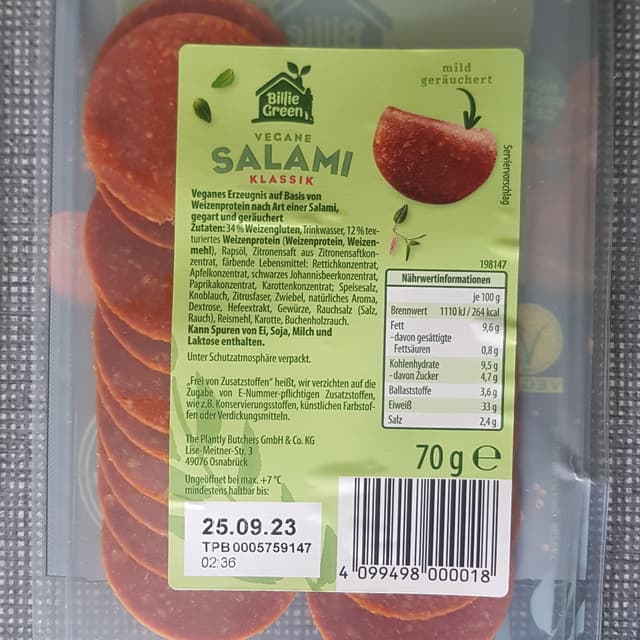 Billie
Green
VEGANE
SALAMI
KLASSIK
mild
geräuchert
Serviervorschlag
Veganes Erzeugnis auf Basis von
Weizenprotein nach Art einer Salami,
gegart und geräuchert
Zutaten: 34 % Weizengluten, Trinkwasser, 12 % tex-
turiertes Weizenprotein (Weizenprotein, Weizen-
mehl), Rapsöl, Zitronensaft aus Zitronensaftkon-
zentrat, färbende Lebensmittel: Rettichkonzentrat,
Apfelkonzentrat, schwarzes Johannisbeerkonzentrat,
Paprikakonzentrat, Karottenkonzentrat; Speisesalz,
Knoblauch, Zitrusfaser, Zwiebel, natürliches Aroma,
Dextrose, Hefeextrakt, Gewürze, Rauchsalz (Salz,
Rauch), Reismehl, Karotte, Buchenholzrauch.
Kann Spuren von Ei, Soja, Milch und
Laktose enthalten.
Unter Schutzatmosphäre verpackt.
„Frei von Zusatzstoffen" heißt, wir verzichten auf die
Zugabe von E-Nummer-pflichtigen Zusatzstoffen,
wie z.B. Konservierungsstoffen, künstlichen Farbstof-
fen oder Verdickungsmitteln.
The Plantly Butchers GmbH & Co. KG
Lise-Meitner-Str. 3
49076 Osnabrück
Ungeöffnet bei max. +7 °C
mindestens haltbar bis:
25.09.23
TPB0005759147
02:36
198147
Nährwertinformationen
je 100 g
Brennwert 1110 kJ / 264 kcal
Fett 9,6 g
-davon gesättigte
Fettsäuren 0,8 g
Kohlenhydrate 9,5 g
-davon Zucker 4,7 g
Ballaststoffe 3,6 g
Eiweiß 33 g
Salz 2,4 g
70 g ℮
4 099498 000018